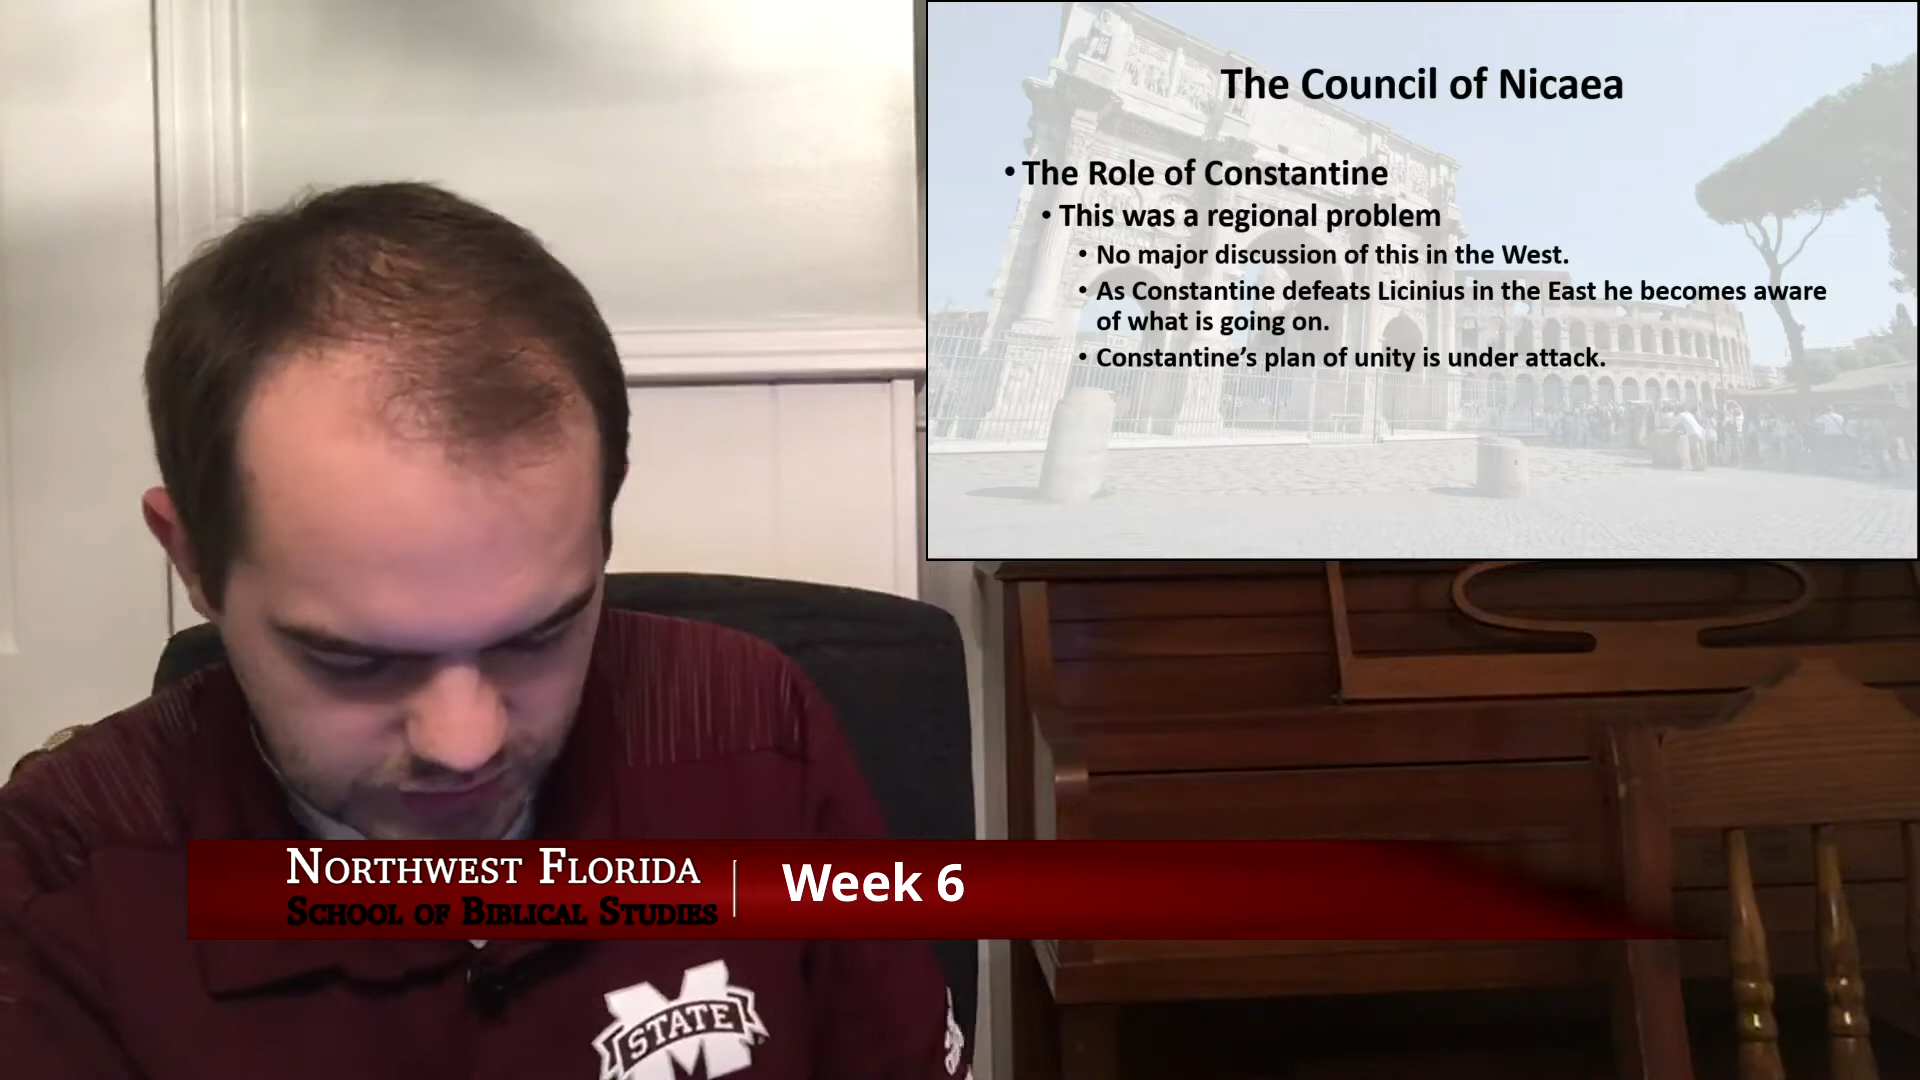 The Council of Nicaea
• The Role of Constantine
• This was a regional problem
• No major discussion of this in the West.
• As Constantine defeats Licinius in the East he becomes aware
of what is going on.
• Constantine’s plan of unity is under attack.
NORTHWEST FLORIDA
SCHOOL OF BIBLICAL STUDIES
Week 6
M
STATE